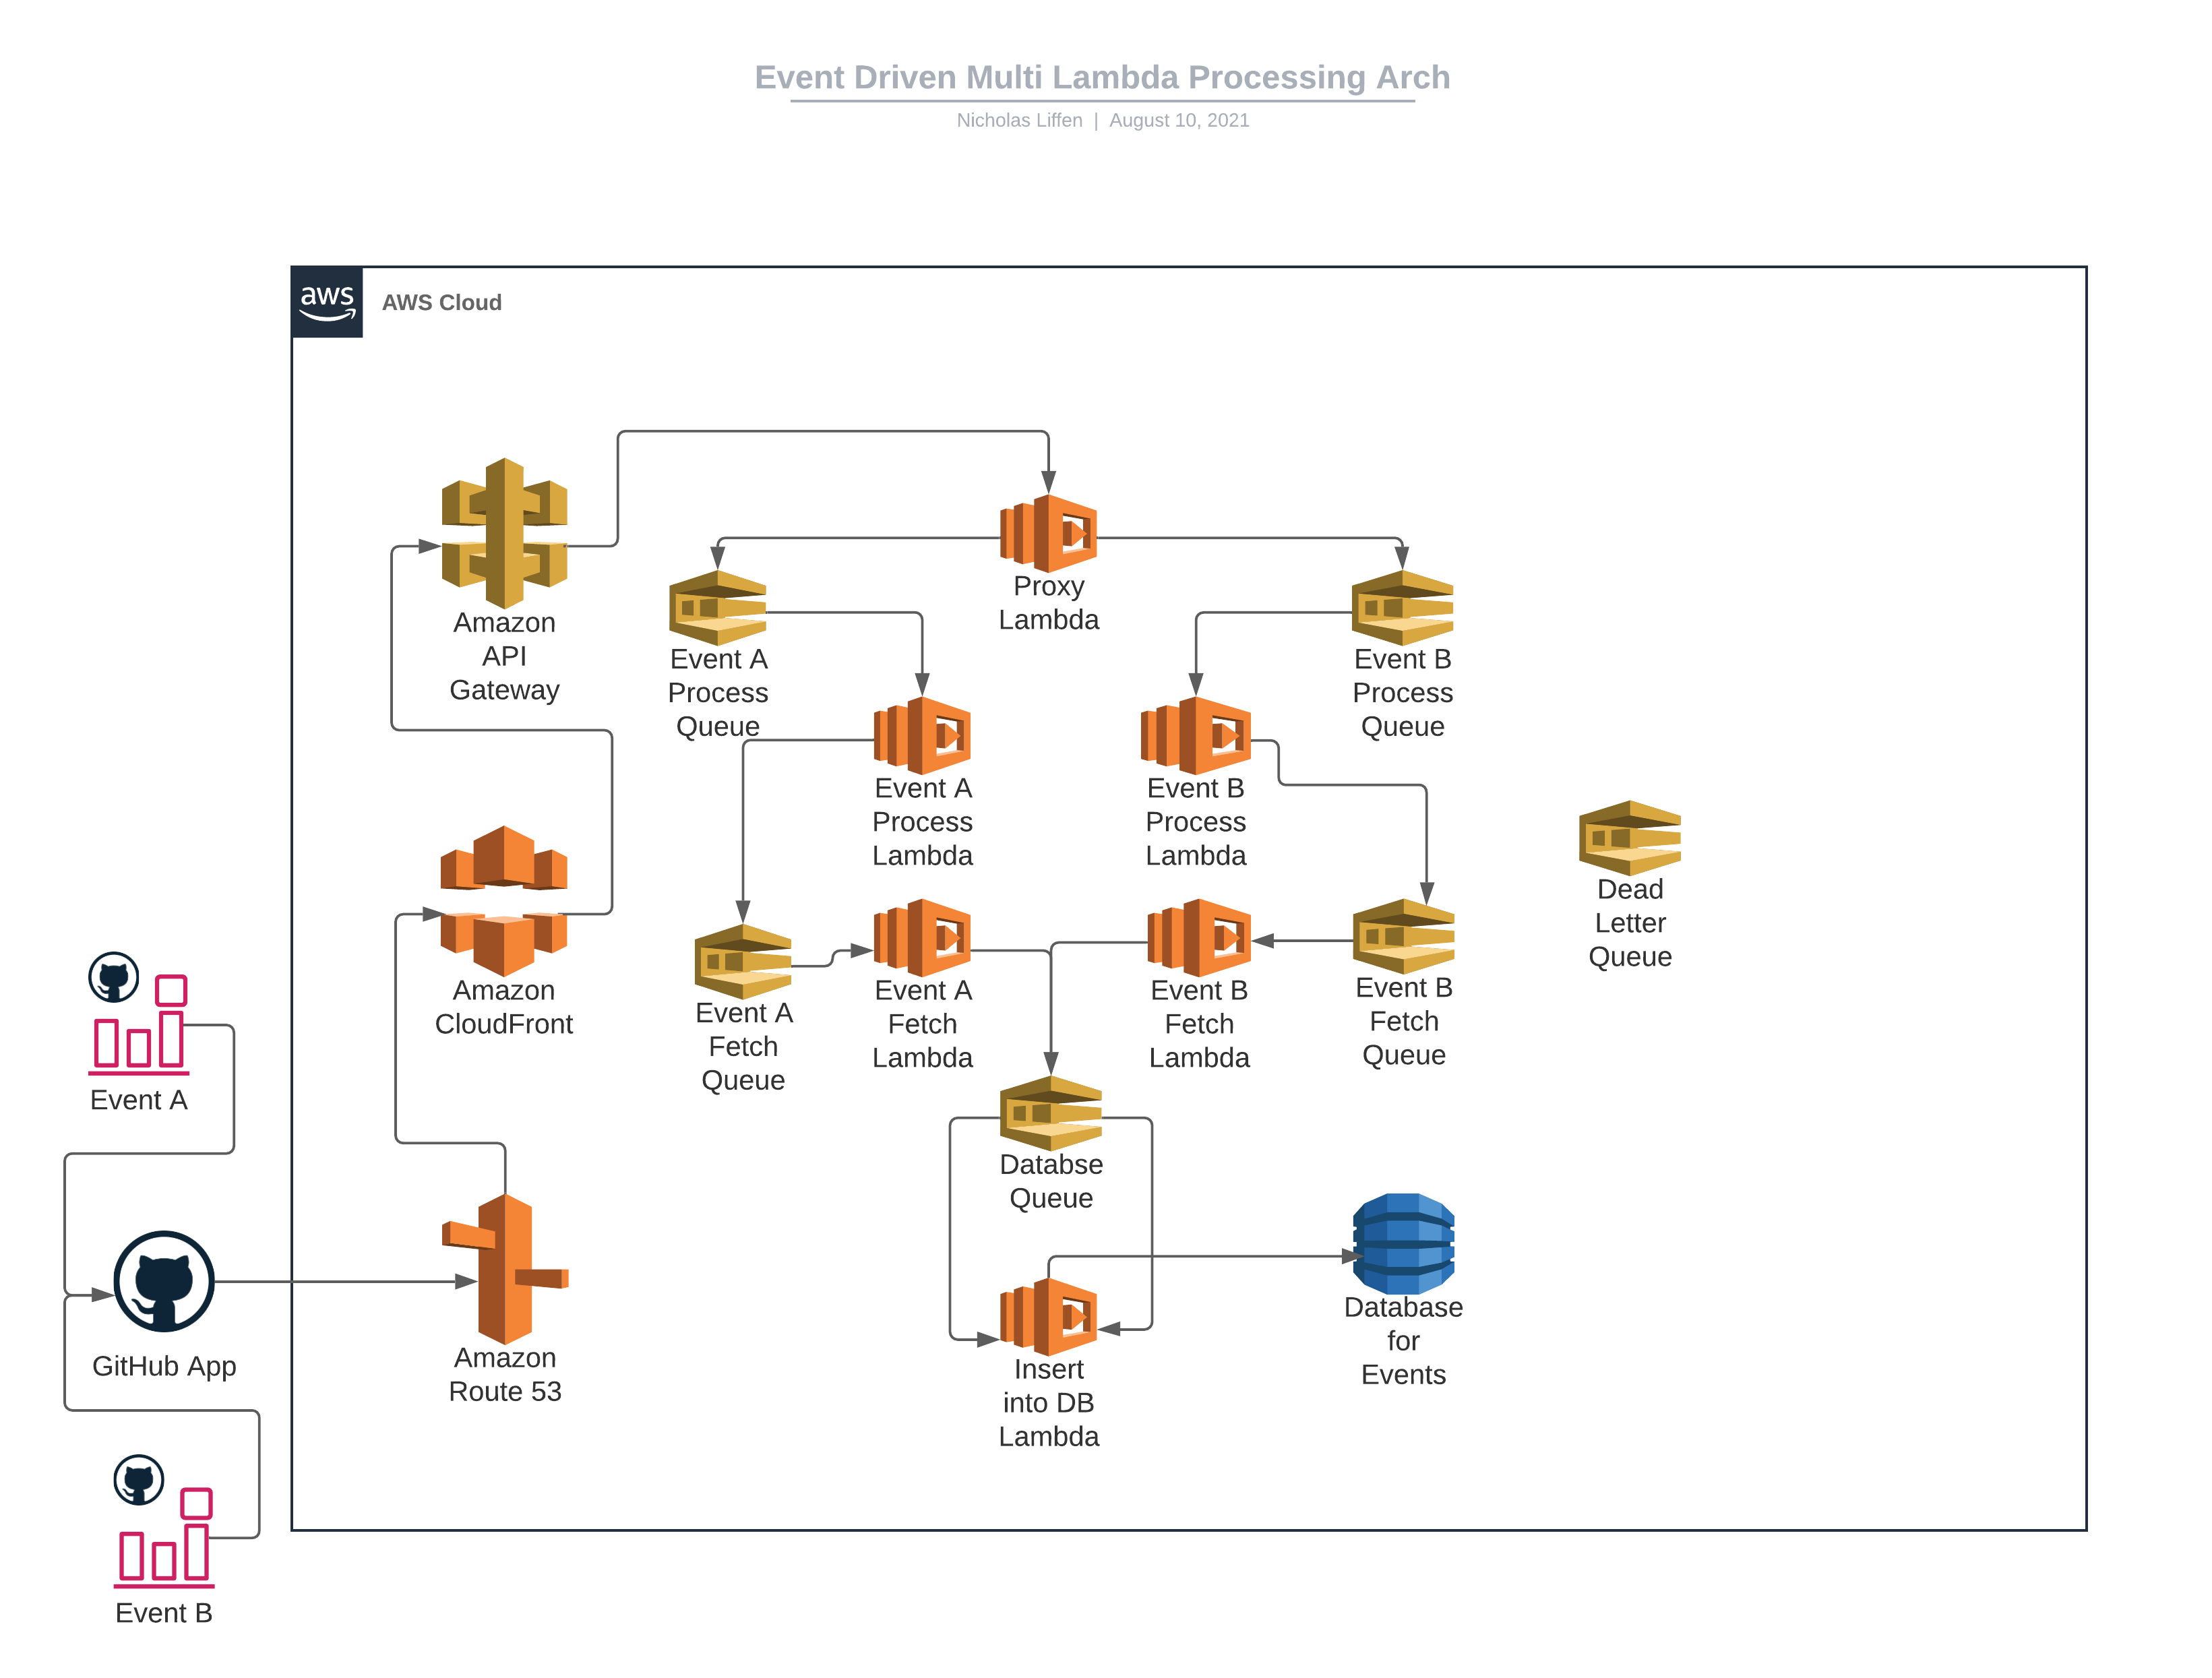 Event Driven Multi Lambda Processing Arch
Nicholas Liffen | August 10, 2021
aws
AWS Cloud
Amazon
API
Gateway
Proxy
Lambda
Event A
Process
Queue
Event B
Process
Queue
Event A
Process
Lambda
Event B
Process
Lambda
Dead
Letter
Queue
Amazon
CloudFront
Event A
Fetch
Queue
Event A
Fetch
Lambda
Event B
Fetch
Lambda
Event B
Fetch
Queue
Event A
Databse
Queue
GitHub App
Amazon
Route 53
Insert
into DB
Lambda
Database
for
Events
Event B